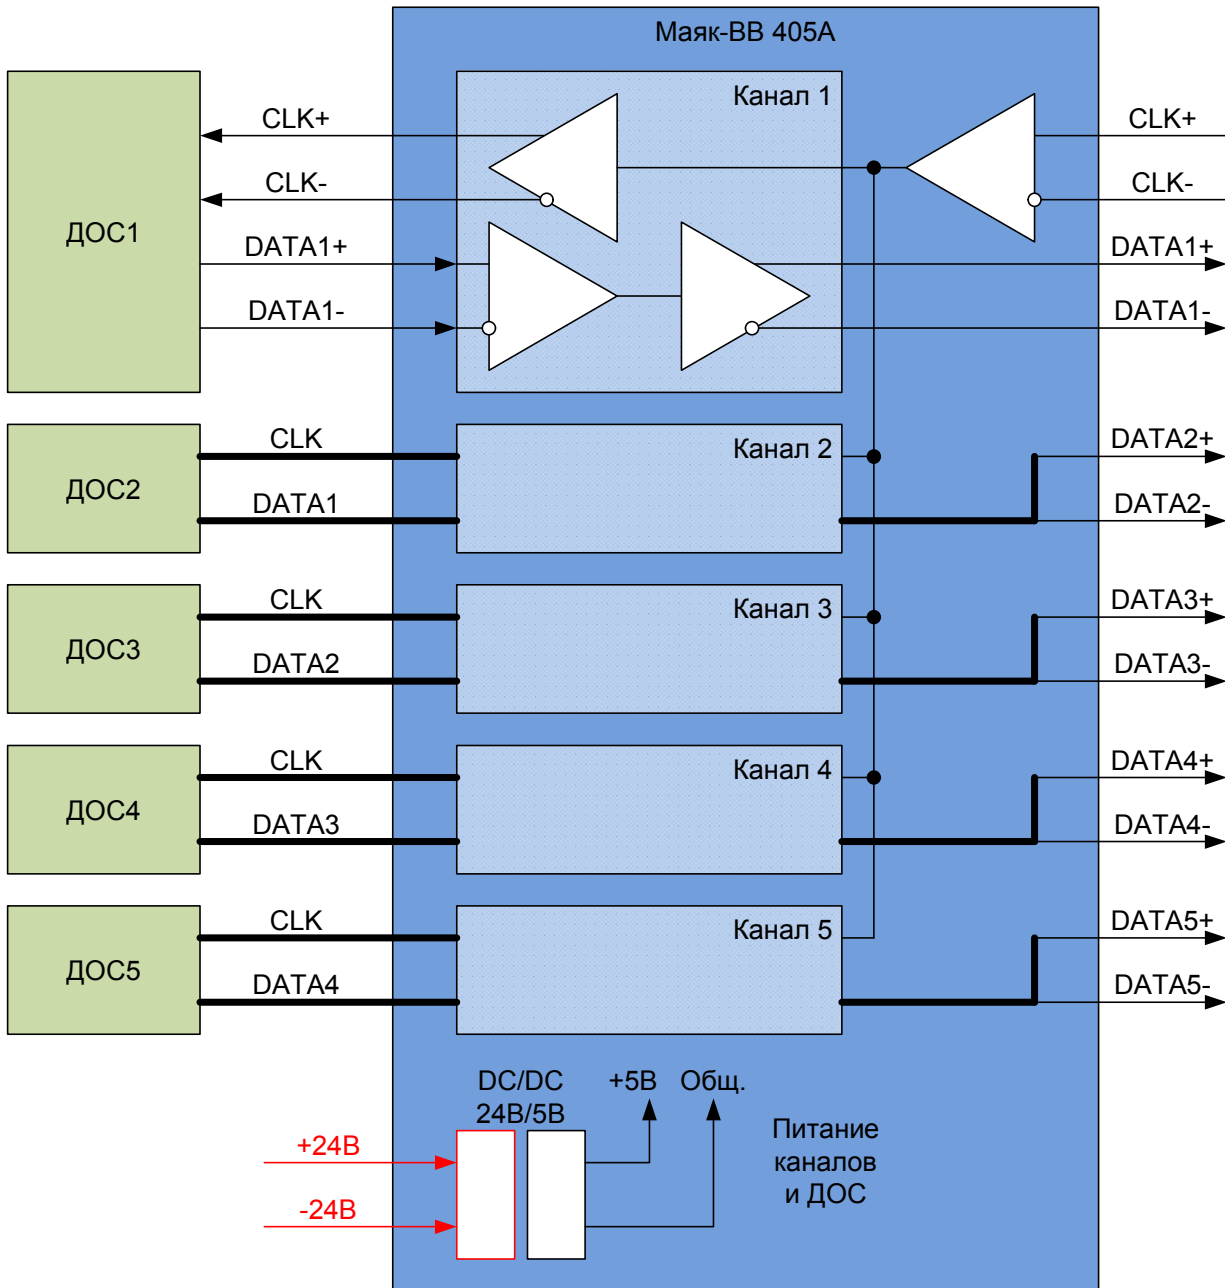 Маяк-ВВ 405А
Канал 1
CLK+
CLK-
ДОС1
DATA1+
DATA1-
CLK+
CLK-
DATA1+
DATA1-
ДОС2
CLK
DATA1
Канал 2
DATA2+
DATA2-
ДОС3
CLK
DATA2
Канал 3
DATA3+
DATA3-
ДОС4
CLK
DATA3
Канал 4
DATA4+
DATA4-
ДОС5
CLK
DATA4
Канал 5
DATA5+
DATA5-
DC/DC
24В/5В
+5В
Общ.
+24В
-24В
Питание
каналов
и ДОС